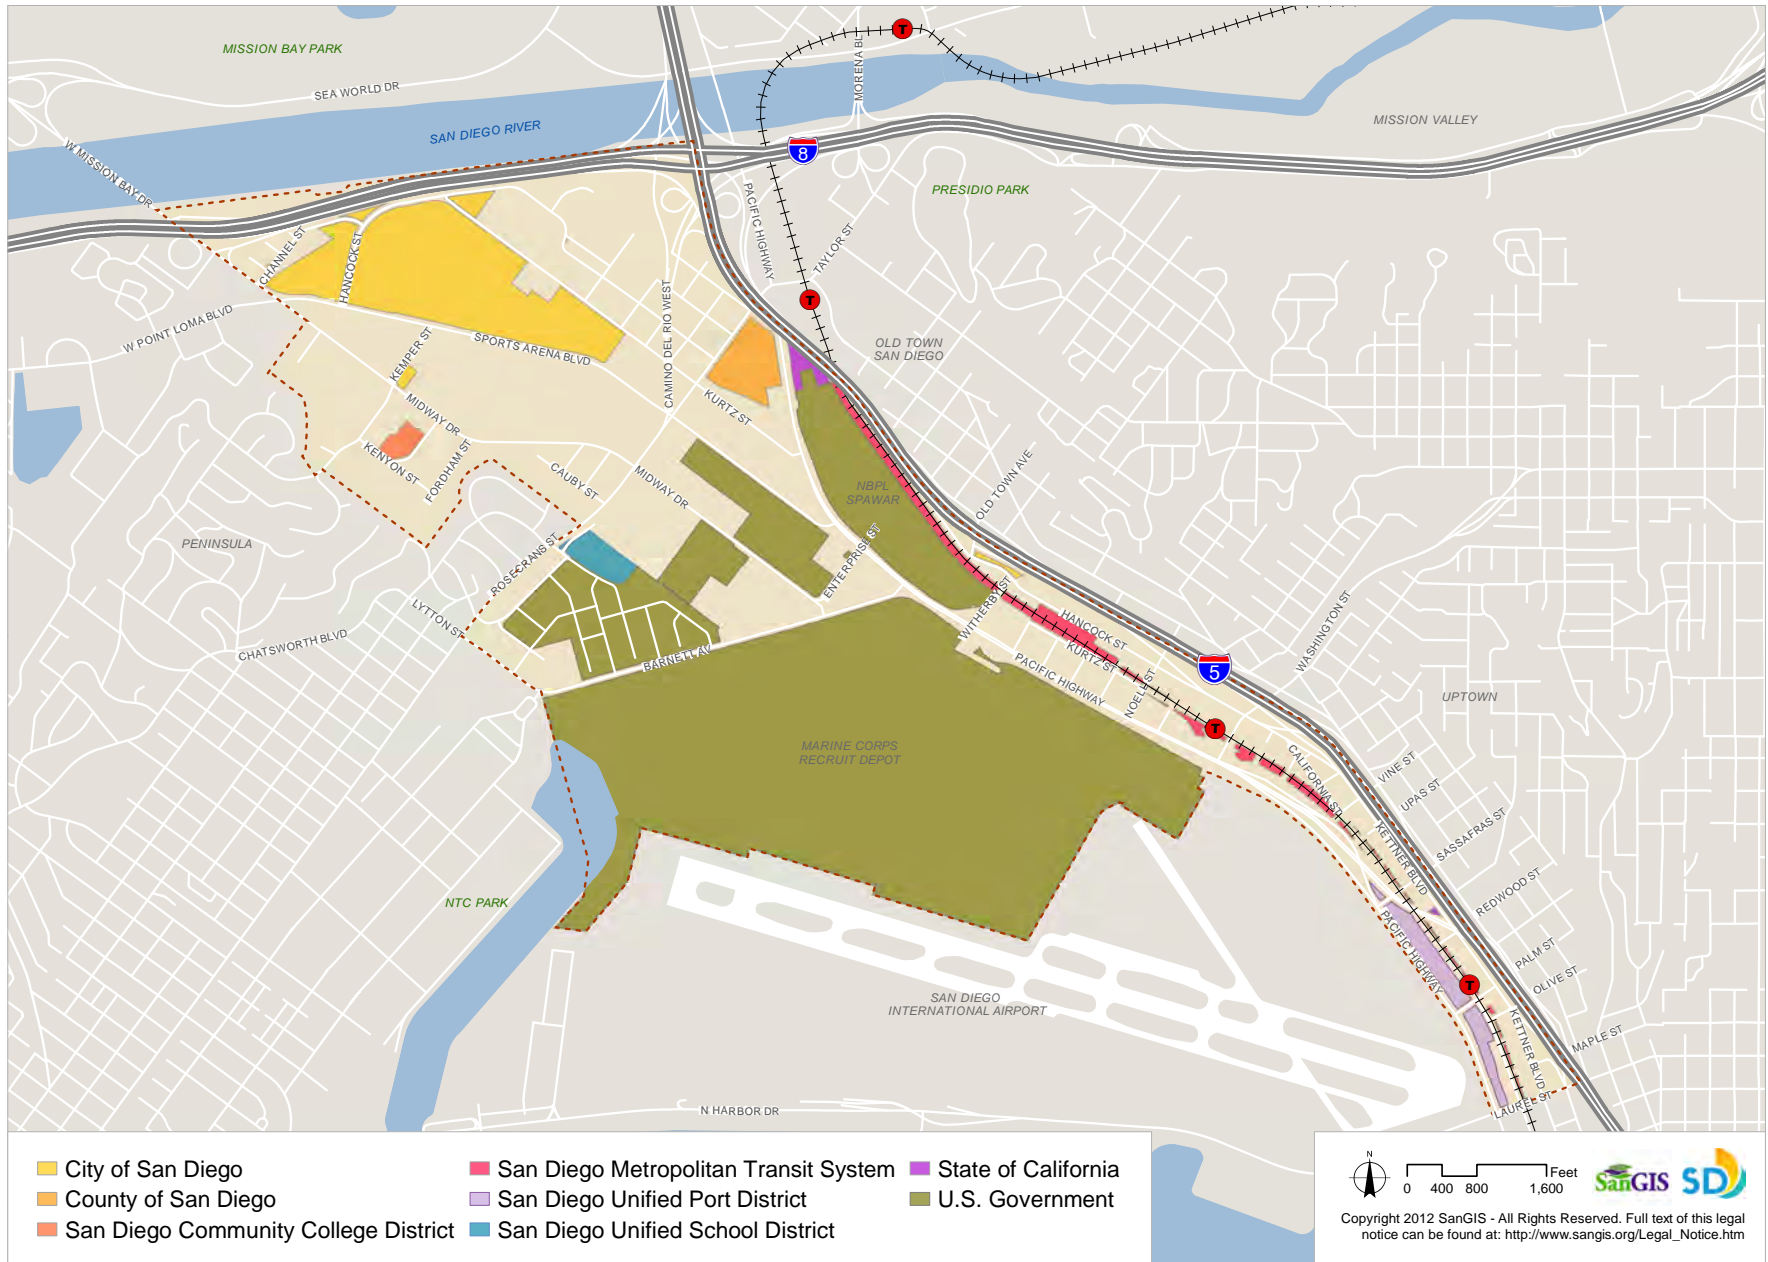 MISSION BAY PARK
SEA WORLD DR
SAN DIEGO RIVER
W MISSION BAY DR
MORENA BL
T
8
MISSION VALLEY
PRESIDIO PARK
PACIFIC HIGHWAY
TAYLOR ST
T
CHANNEL ST
HANCOCK ST
W POINT LOMA BLVD
SPORTS ARENA BLVD
KEMPER ST
CAMINO DEL RIO WEST
OLD TOWN
SAN DIEGO
KURTZ ST
MIDWAY DR
KENYON ST
FORDHAM ST
CAUBY ST
MIDWAY DR
NBPL
SPAWAR
OLD TOWN AVE
PENINSULA
ROSECRANS ST
ENTERPRISE ST
LYTTON ST
CHATSWORTH BLVD
BARNETT AV
WITHERBY ST
HANCOCK ST
KURTZ ST
PACIFIC HIGHWAY
NOELL ST
WASHINGTON ST
5
UPTOWN
T
MARINE CORPS
RECRUIT DEPOT
CALIFORNIA ST
VINE ST
UPAS ST
SASSAFRAS ST
KETTNER BLVD
REDWOOD ST
NTC PARK
PACIFIC HIGHWAY
PALM ST
OLIVE ST
T
SAN DIEGO
INTERNATIONAL AIRPORT
KETTNER BLVD
MAPLE ST
LAUREL ST
N HARBOR DR
City of San Diego
County of San Diego
San Diego Community College District
San Diego Metropolitan Transit System
San Diego Unified Port District
San Diego Unified School District
State of California
U.S. Government
N
0 400 800 1,600 Feet
SanGIS SD
Copyright 2012 SanGIS - All Rights Reserved. Full text of this legal
notice can be found at: http://www.sangis.org/Legal_Notice.htm